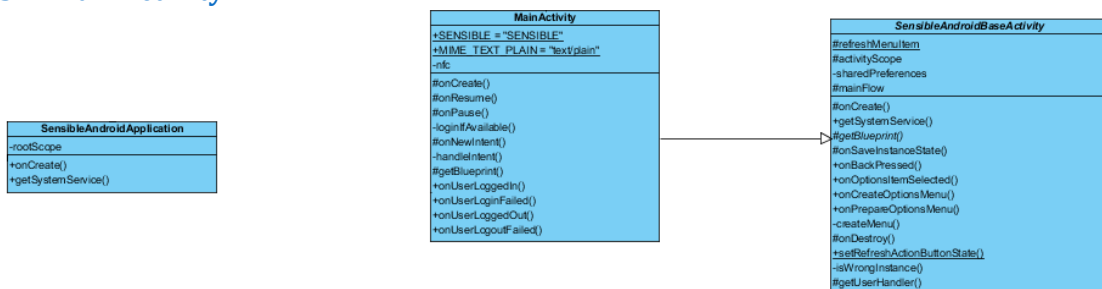 SensibleAndroidApplication
-rootScope
+onCreate()
+getSystemService()
MainActivity
+SENSIBLE = "SENSIBLE"
+MIME_TEXT_PLAIN = "text/plain"
-nfc
#onCreate()
#onResume()
#onPause()
-loginIfAvailable()
#onNewIntent()
-handleIntent()
#getBlueprint()
+onUserLoggedIn()
+onUserLoginFailed()
+onUserLoggedOut()
+onUserLogoutFailed()
SensibleAndroidBaseActivity
#refreshMenuItem
#activityScope
-sharedPreferences
#mainFlow
#onCreate()
+getSystemService()
#getBlueprint()
#onSaveInstanceState()
+onBackPressed()
+onOptionsItemSelected()
+onCreateOptionsMenu()
+onPrepareOptionsMenu()
-createMenu()
#onDestroy()
+setRefreshActionButtonState()
-isWrongInstance()
#getUserHandler()